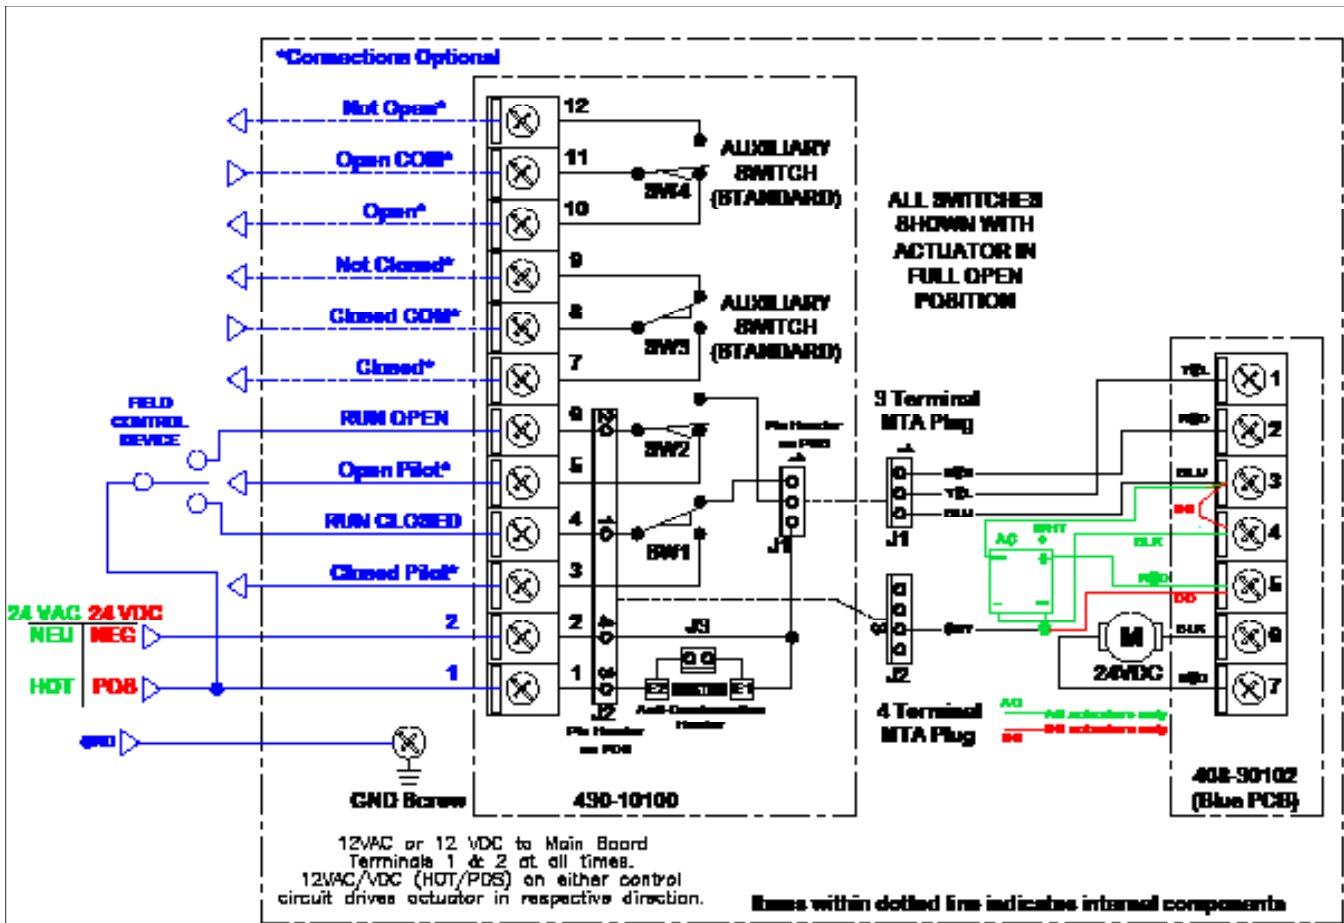 *Connections Optional
Not Open*
12
Open COM*
11
AUXILIARY
SWITCH
(STANDARD)
SW4
Open*
10
Not Closed*
9
Closed COM*
8
AUXILIARY
SWITCH
(STANDARD)
SW3
Closed*
7
ALL SWITCHES
SHOWN WITH
ACTUATOR IN
FULL OPEN
POSITION
FIELD
CONTROL
DEVICE
RUN OPEN
6
2
SW2
Open Pilot*
5
RUN CLOSED
4
1
SW1
Closed Pilot*
3
24 VAC 24 VDC
NEU NEG
2
2
4
HOT POS
1
1
3
J2
Pin Header
on PCB
J3
E2
E1
Anti-Condensation
Heater
Pin Header
on PCB
J1
GND
GND Screw
490-10100
3 Terminal
MTA Plug
RED
YEL
BLU
J1
WHT
J2
4 Terminal
MTA Plug
YEL
1
RED
2
BLU
3
DC
BLK
4
AC
WHT
+
RED
5
DC
M
24VDC
BLK
6
RED
7
AC
AC actuators only
DC
DC actuators only
408-30102
(Blue PCB)
12VAC or 12 VDC to Main Board
Terminals 1 & 2 at all times.
12VAC/VDC (HOT/POS) on either control
circuit drives actuator in respective direction.
Items within dotted line indicates internal components